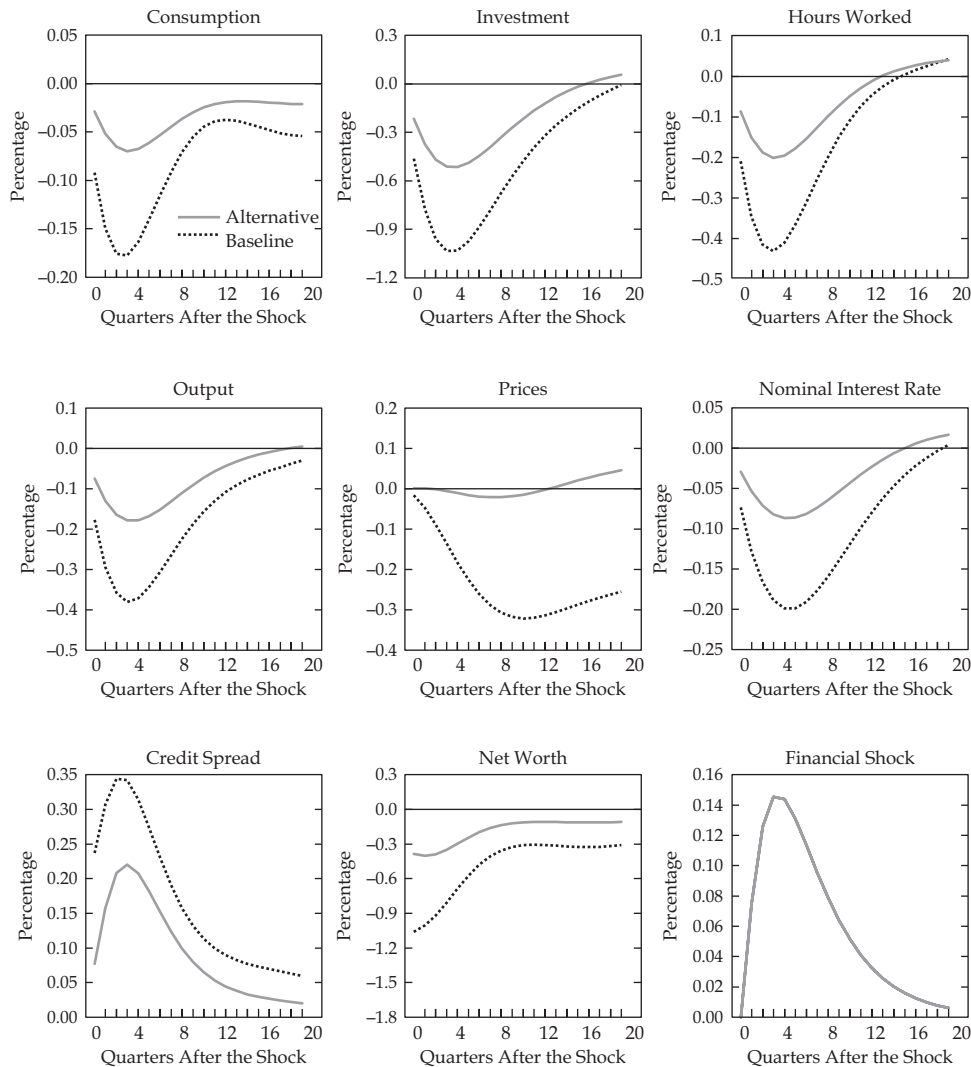 Consumption
Percentage
0.05
0.00
–0.05
–0.10
–0.15
–0.20
Alternative
Baseline
0 4 8 12 16 20
Quarters After the Shock
Investment
Percentage
0.3
0.0
–0.3
–0.6
–0.9
–1.2
0 4 8 12 16 20
Quarters After the Shock
Hours Worked
Percentage
0.1
0.0
–0.1
–0.2
–0.3
–0.4
–0.5
0 4 8 12 16 20
Quarters After the Shock
Output
Percentage
0.1
0.0
–0.1
–0.2
–0.3
–0.4
–0.5
0 4 8 12 16 20
Quarters After the Shock
Prices
Percentage
0.2
0.1
0.0
–0.1
–0.2
–0.3
–0.4
0 4 8 12 16 20
Quarters After the Shock
Nominal Interest Rate
Percentage
0.05
0.00
–0.05
–0.10
–0.15
–0.20
–0.25
0 4 8 12 16 20
Quarters After the Shock
Credit Spread
Percentage
0.35
0.30
0.25
0.20
0.15
0.10
0.05
0.00
0 4 8 12 16 20
Quarters After the Shock
Net Worth
Percentage
0.3
0.0
–0.3
–0.6
–0.9
–1.2
–1.5
–1.8
0 4 8 12 16 20
Quarters After the Shock
Financial Shock
Percentage
0.16
0.14
0.12
0.10
0.08
0.06
0.04
0.02
0.00
0 4 8 12 16 20
Quarters After the Shock